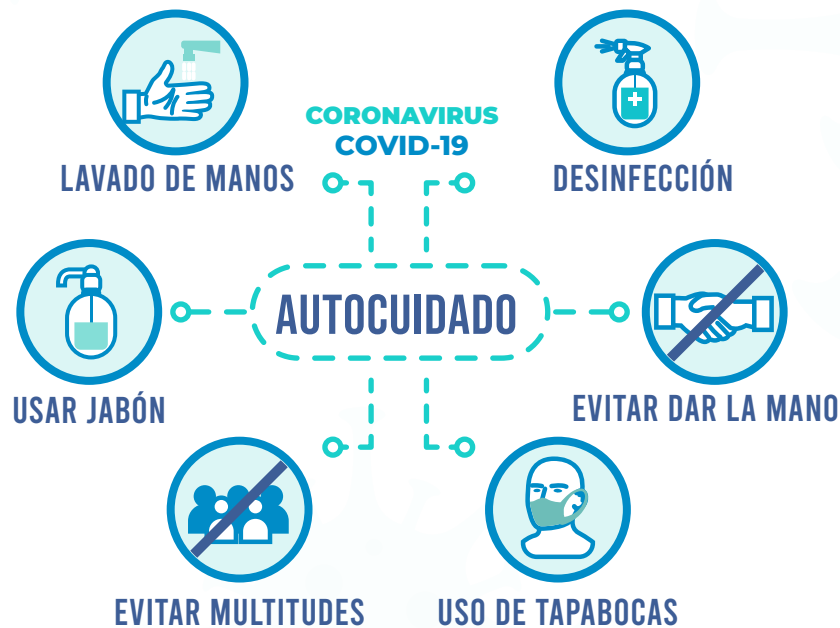 CORONAVIRUS
COVID-19
LAVADO DE MANOS
DESINFECCIÓN
AUTOCUIDADO
USAR JABÓN
EVITAR DAR LA MANO
EVITAR MULTITUDES
USO DE TAPABOCAS